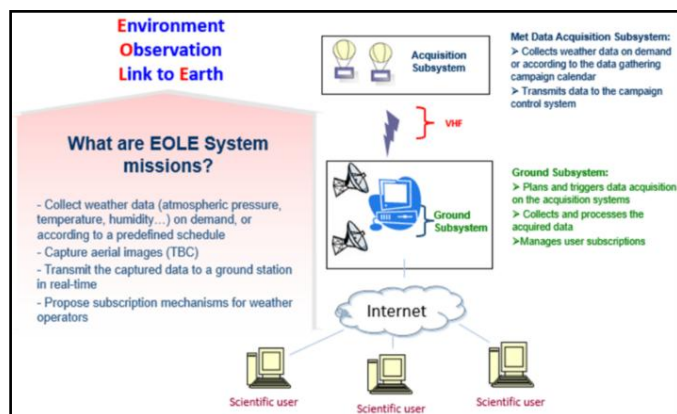 Environment
Observation
Link to Earth
What are EOLE System
missions?
- Collect weather data (atmospheric pressure,
temperature, humidity...) on demand, or
according to a predefined schedule
- Capture aerial images (TBC)
- Transmit the captured data to a ground station
in real-time
- Propose subscription mechanisms for weather
operators
Acquisition
Subsystem
VHF
Ground
Subsystem
Internet
Scientific user
Scientific user
Scientific user
Met Data Acquisition Subsystem:
➢ Collects weather data on demand
or according to the data gathering
campaign calendar
➢ Transmits data to the campaign
control system
Ground Subsystem:
➢ Plans and triggers data acquisition
on the acquisition systems
➢ Collects and processes the
acquired data
➢Manages user subscriptions